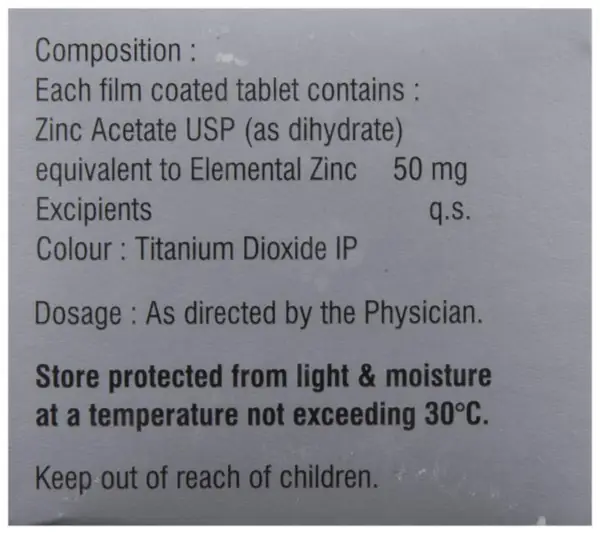 Composition :
Each film coated tablet contains :
Zinc Acetate USP (as dihydrate)
equivalent to Elemental Zinc 50 mg
Excipients q.s.
Colour : Titanium Dioxide IP
Dosage : As directed by the Physician.
Store protected from light & moisture
at a temperature not exceeding 30°C.
Keep out of reach of children.